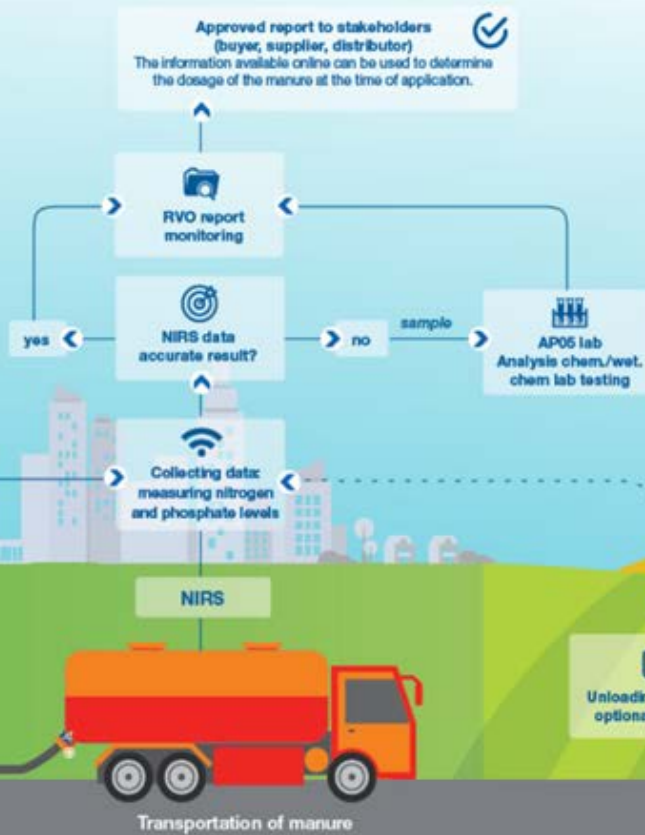 Approved report to stakeholders
(buyer, supplier, distributor)
The information available online can be used to determine
the dosage of the manure at the time of application.
RVO report
monitoring
yes
NIRS data
accurate result?
no
sample
AP05 lab
Analysis chem./wet.
chem lab testing
Collecting data:
measuring nitrogen
and phosphate levels
NIRS
Transportation of manure